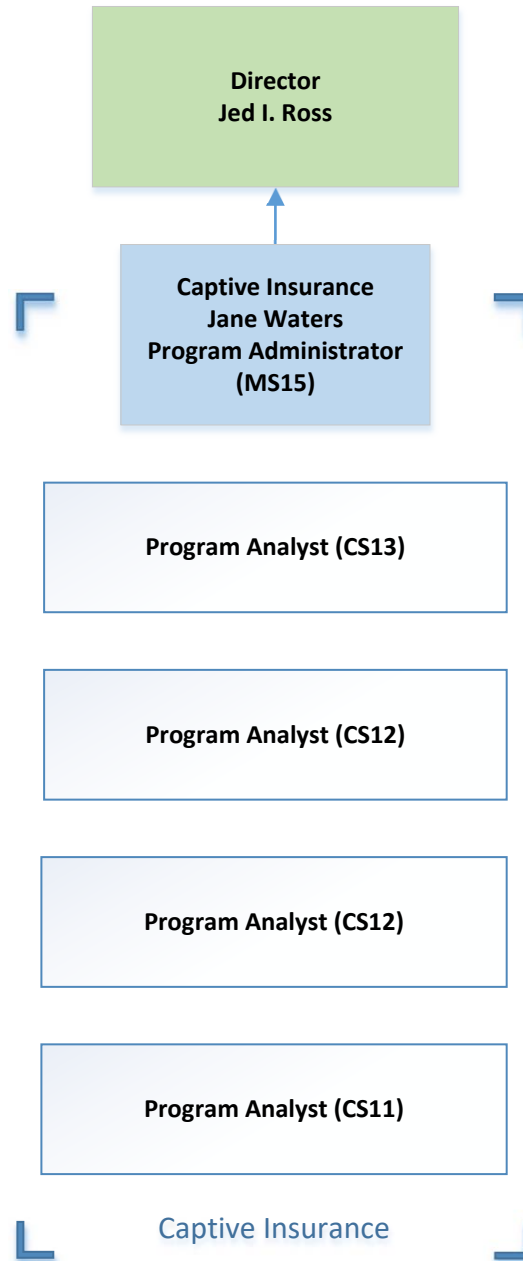 Director
Jed I. Ross
Captive Insurance
Jane Waters
Program Administrator
(MS15)
Program Analyst (CS13)
Program Analyst (CS12)
Program Analyst (CS12)
Program Analyst (CS11)
Captive Insurance